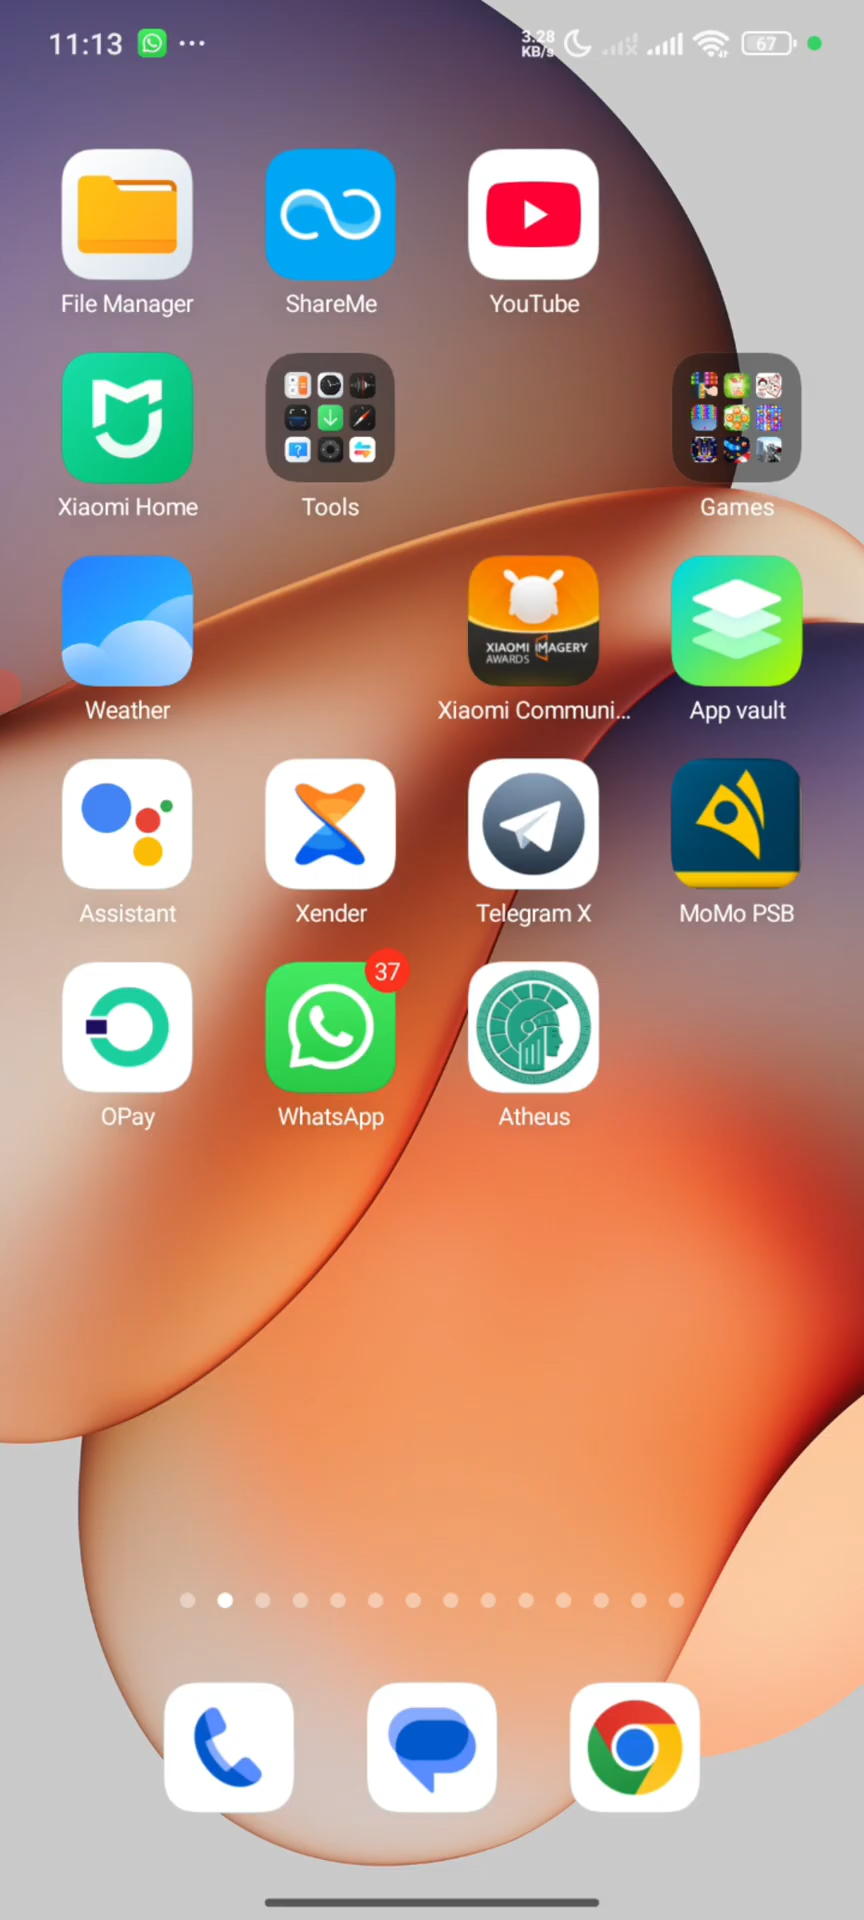 11:13
3.28
KB/s
67
File Manager
ShareMe
YouTube
Xiaomi Home
Tools
Games
XIAOMI IMAGERY
AWARDS
Weather
Xiaomi Communi...
App vault
Assistant
Xender
Telegram X
MoMo PSB
37
OPay
WhatsApp
Atheus